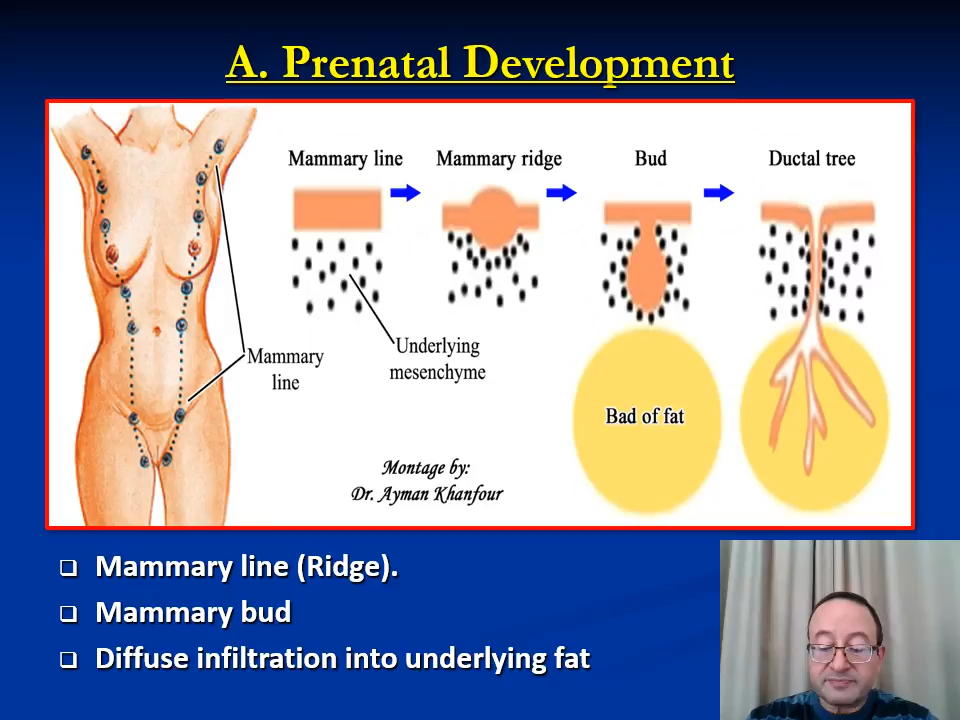 A. Prenatal Development
Mammary line
Mammary ridge
Bud
Ductal tree
Mammary
line
Underlying
mesenchyme
Bad of fat
Montage by:
Dr. Ayman Khanfour
Mammary line (Ridge).
Mammary bud
Diffuse infiltration into underlying fat